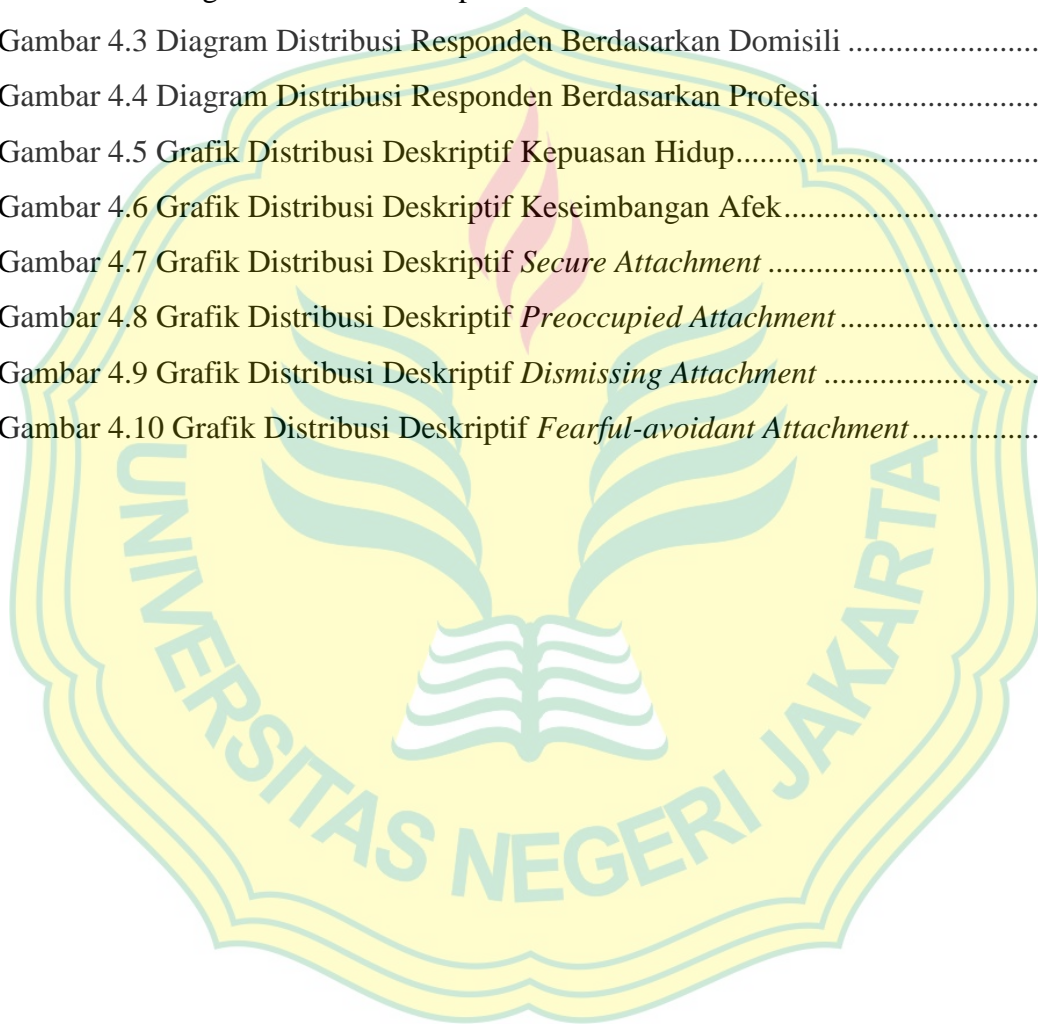 Gambar 4.3 Diagram Distribusi Responden Berdasarkan Domisili ......................
Gambar 4.4 Diagram Distribusi Responden Berdasarkan Profesi ..........................
Gambar 4.5 Grafik Distribusi Deskriptif Kepuasan Hidup.....................................
Gambar 4.6 Grafik Distribusi Deskriptif Keseimbangan Afek...............................
Gambar 4.7 Grafik Distribusi Deskriptif Secure Attachment .................................
Gambar 4.8 Grafik Distribusi Deskriptif Preoccupied Attachment ........................
Gambar 4.9 Grafik Distribusi Deskriptif Dismissing Attachment ..........................
Gambar 4.10 Grafik Distribusi Deskriptif Fearful-avoidant Attachment ...............
UNIVERSITAS NEGERI JAKARTA